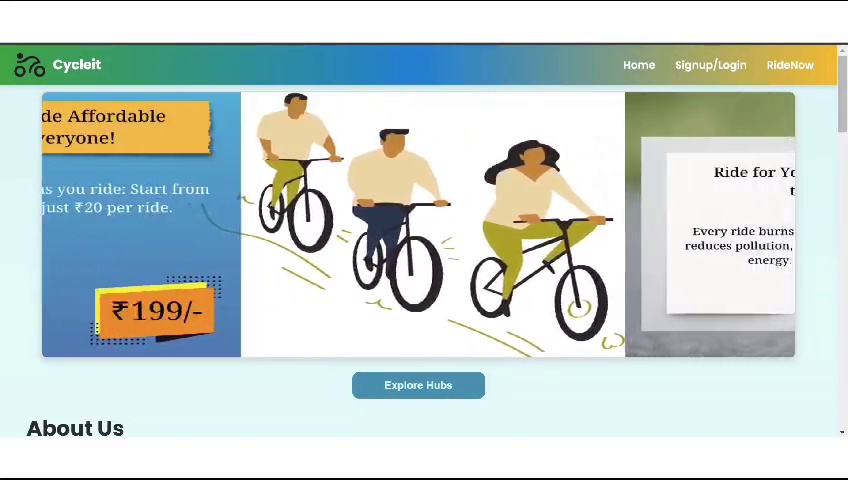 Cycleit
Home
Signup/Login
RideNow
de Affordable
veryone!
as you ride: Start from
just ₹20 per ride.
₹199/-
Ride for Yo
t
Every ride burns
reduces pollution,
energy.
Explore Hubs
About Us